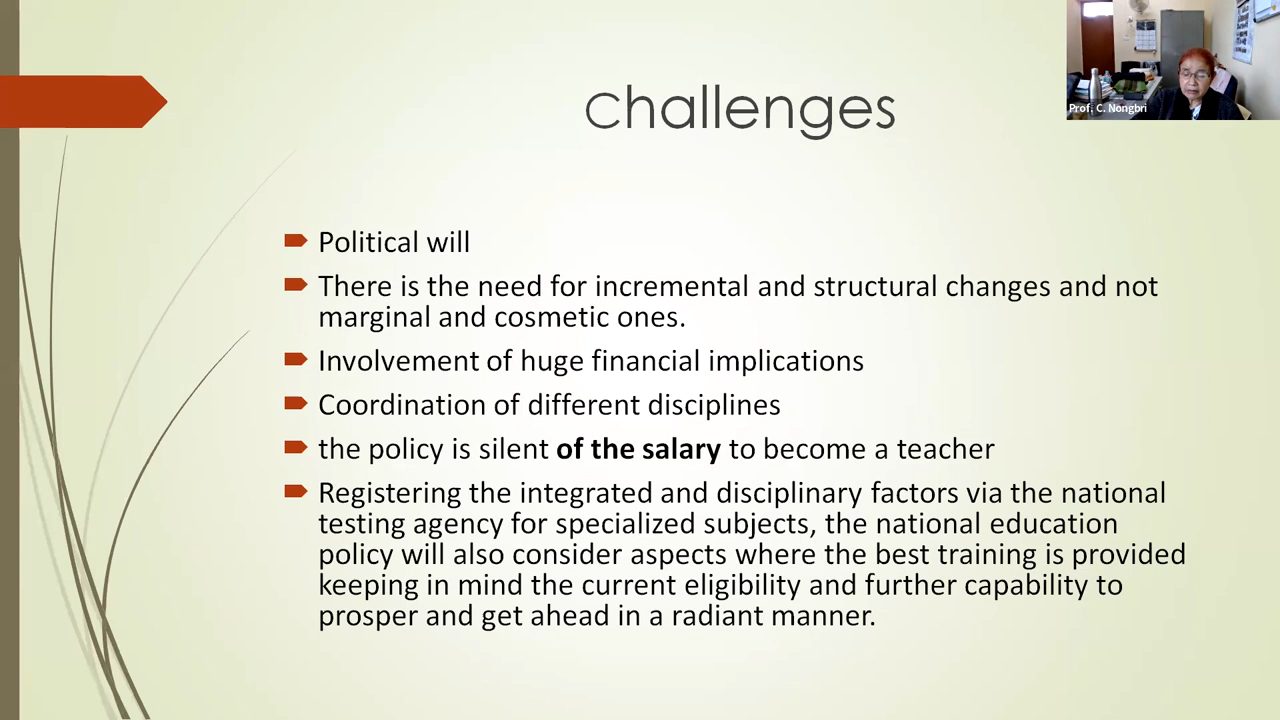 Challenges
Prof. C. Nongbri
Political will
There is the need for incremental and structural changes and not
marginal and cosmetic ones.
Involvement of huge financial implications
Coordination of different disciplines
the policy is silent of the salary to become a teacher
Registering the integrated and disciplinary factors via the national
testing agency for specialized subjects, the national education
policy will also consider aspects where the best training is provided
keeping in mind the current eligibility and further capability to
prosper and get ahead in a radiant manner.